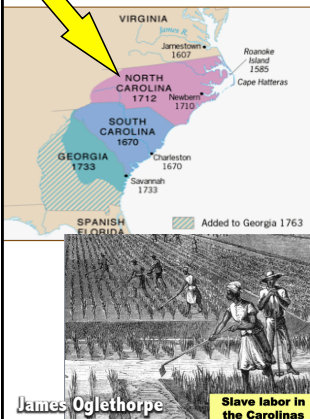 VIRGINIA
James R.
Jamestown
1607
Roanoke
Island
1585
Cape Hatteras
NORTH
CAROLINA
1712
Newbern
1710
SOUTH
CAROLINA
1670
GEORGIA
1733
Charleston
1670
Savannah
1733
SPANISH
FLORIDA
Added to Georgia 1763
James Oglethorpe
Slave labor in
the Carolinas